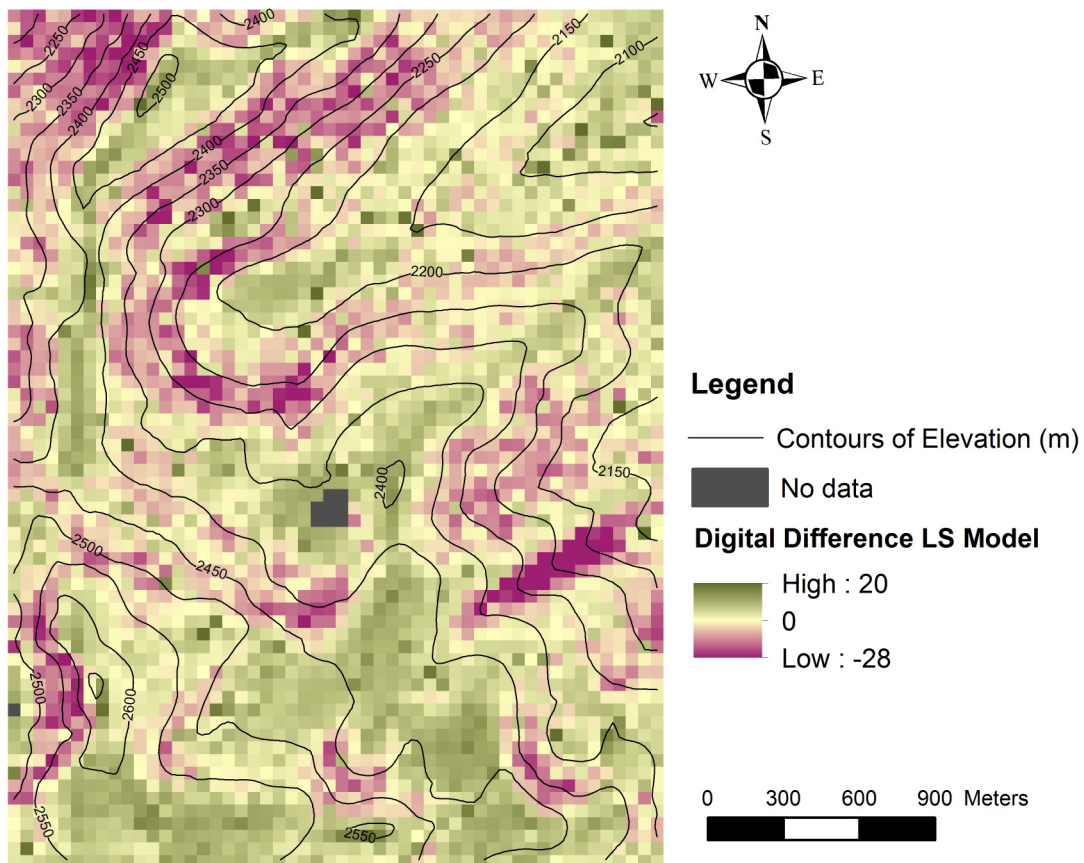 2400
2250
2450
2300
2350
2400
2500
2150
2100
2250
2400
2350
2300
2200
2150
2400
2500
2450
2500
2600
2550
2550
N
W E
S
Legend
Contours of Elevation (m)
No data
Digital Difference LS Model
High : 20
0
Low : -28
0 300 600 900 Meters